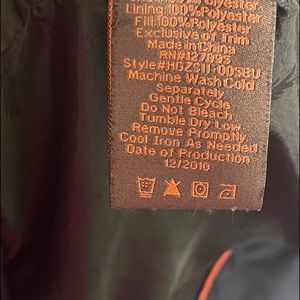 Lining:100%Polyester
Fill:100%Polyester
Exclusive of Trim
Made in China
RN#127995
Style#HGZS11-005BU
Machine Wash Cold
Separately
Gentle Cycle
Do Not Bleach
Tumble Dry Low
Remove Promptly
Cool Iron As Needed
Date of Production
12/2010